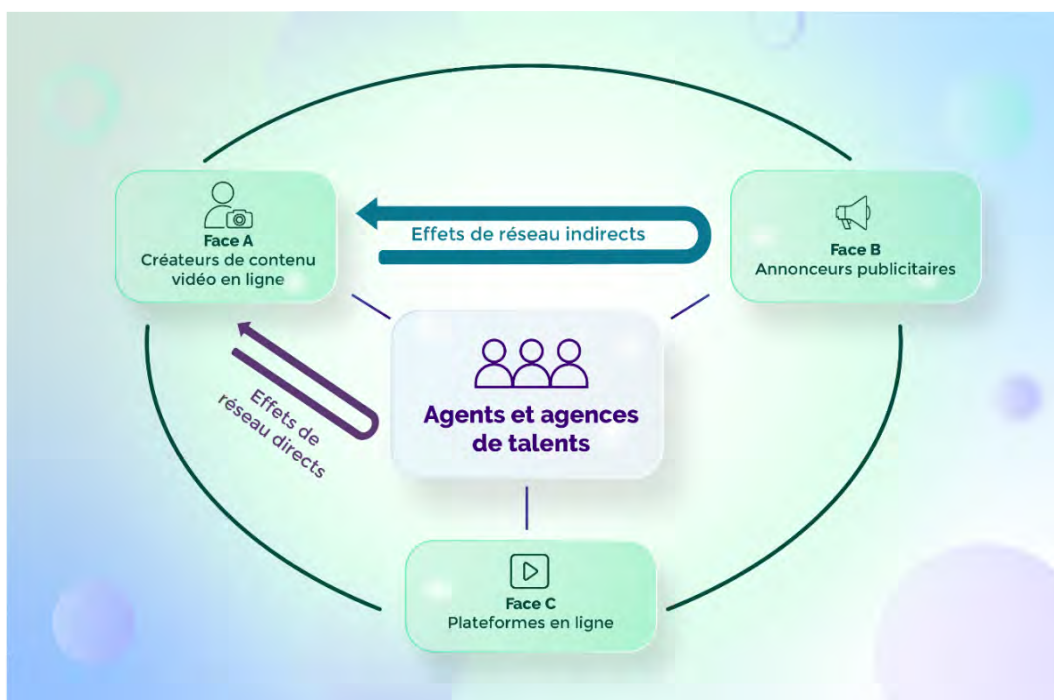 Face A
Créateurs de contenu
vidéo en ligne
Effets de réseau indirects
Face B
Annonceurs publicitaires
Effets de
réseau directs
Agents et agences
de talents
Face C
Plateformes en ligne